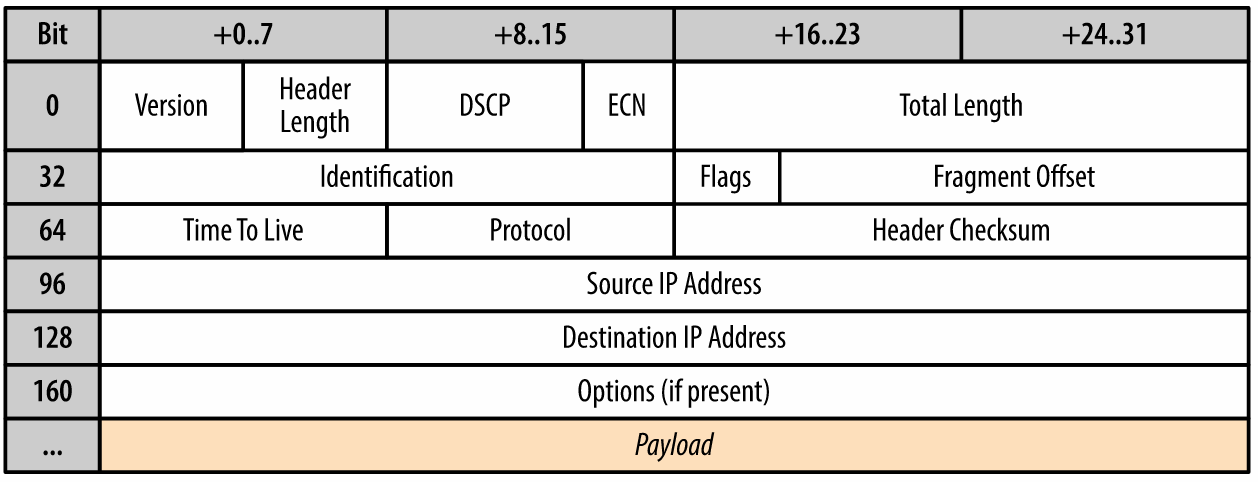 Bit +0..7 +8..15 +16..23 +24..31
0 Version Header Length DSCP ECN Total Length
32 Identification Flags Fragment Offset
64 Time To Live Protocol Header Checksum
96 Source IP Address
128 Destination IP Address
160 Options (if present)
... Payload